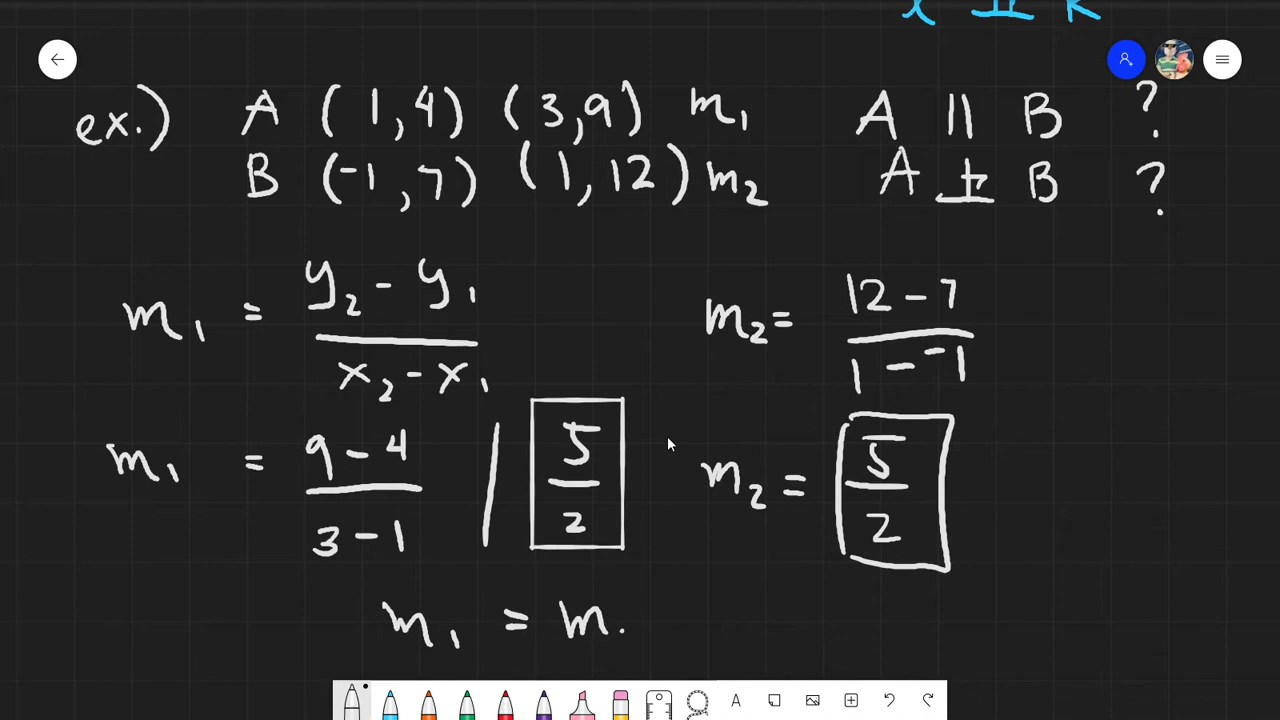 l ⊥ k
ex.) A (1,4) (3,9) m₁ A || B ?
B (-1,7) (1,12) m₂ A ⊥ B ?
m₁ = y₂ - y₁ / x₂ - x₁ m₂ = 12 - 7 / 1 - -1
m₁ = 9 - 4 / 3 - 1 | 5/2 m₂ = 5/2
m₁ = m.
A